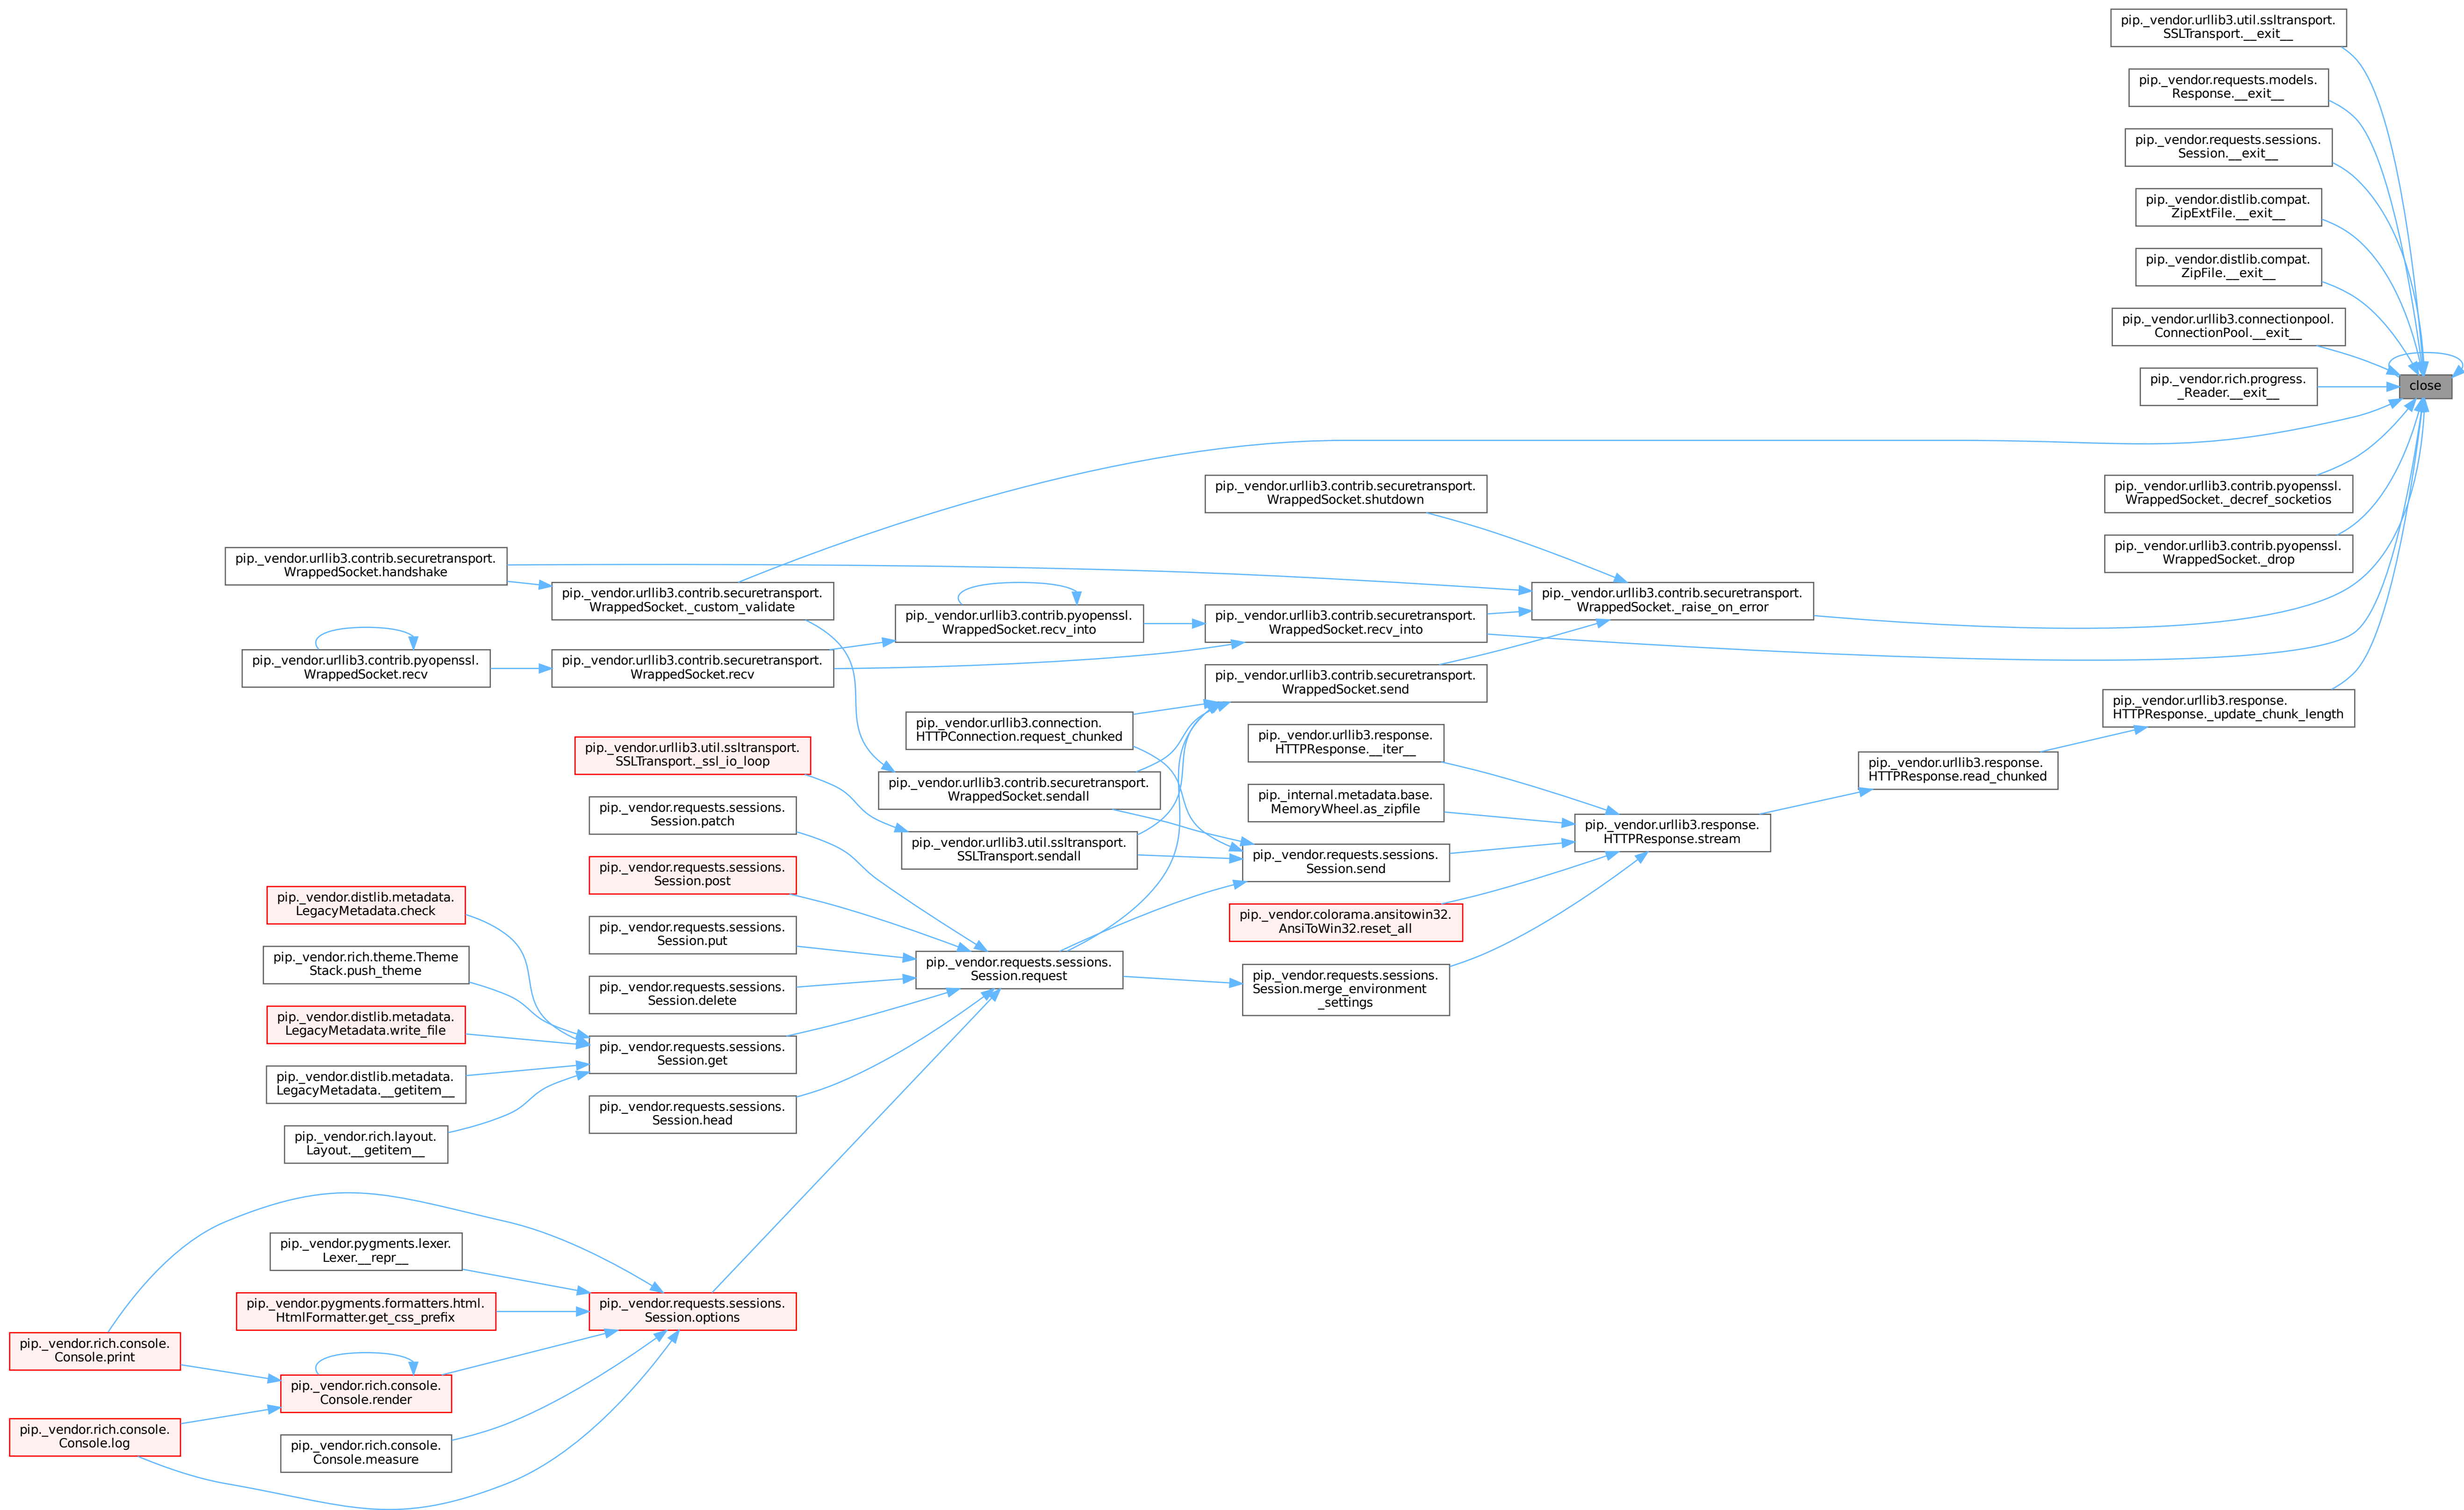 pip._vendor.urllib3.util.ssltransport.
SSLTransport.__exit__
pip._vendor.requests.models.
Response.__exit__
pip._vendor.requests.sessions.
Session.__exit__
pip._vendor.distlib.compat.
ZipExtFile.__exit__
pip._vendor.distlib.compat.
ZipFile.__exit__
pip._vendor.urllib3.connectionpool.
ConnectionPool.__exit__
pip._vendor.rich.progress.
_Reader.__exit__
close
pip._vendor.urllib3.contrib.pyopenssl.
WrappedSocket._decref_socketios
pip._vendor.urllib3.contrib.pyopenssl.
WrappedSocket._drop
pip._vendor.urllib3.contrib.securetransport.
WrappedSocket.shutdown
pip._vendor.urllib3.contrib.securetransport.
WrappedSocket.handshake
pip._vendor.urllib3.contrib.securetransport.
WrappedSocket._custom_validate
pip._vendor.urllib3.contrib.pyopenssl.
WrappedSocket.recv_into
pip._vendor.urllib3.contrib.securetransport.
WrappedSocket.recv_into
pip._vendor.urllib3.contrib.securetransport.
WrappedSocket._raise_on_error
pip._vendor.urllib3.contrib.pyopenssl.
WrappedSocket.recv
pip._vendor.urllib3.contrib.securetransport.
WrappedSocket.recv
pip._vendor.urllib3.contrib.securetransport.
WrappedSocket.send
pip._vendor.urllib3.response.
HTTPResponse._update_chunk_length
pip._vendor.urllib3.connection.
HTTPConnection.request_chunked
pip._vendor.urllib3.response.
HTTPResponse.__iter__
pip._vendor.urllib3.response.
HTTPResponse.read_chunked
pip._vendor.urllib3.util.ssltransport.
SSLTransport._ssl_io_loop
pip._vendor.urllib3.contrib.securetransport.
WrappedSocket.sendall
pip._internal.metadata.base.
MemoryWheel.as_zipfile
pip._vendor.requests.sessions.
Session.patch
pip._vendor.urllib3.util.ssltransport.
SSLTransport.sendall
pip._vendor.urllib3.response.
HTTPResponse.stream
pip._vendor.requests.sessions.
Session.send
pip._vendor.requests.sessions.
Session.post
pip._vendor.distlib.metadata.
LegacyMetadata.check
pip._vendor.colorama.ansitowin32.
AnsiToWin32.reset_all
pip._vendor.requests.sessions.
Session.put
pip._vendor.rich.theme.Theme
Stack.push_theme
pip._vendor.requests.sessions.
Session.request
pip._vendor.requests.sessions.
Session.merge_environment
_settings
pip._vendor.requests.sessions.
Session.delete
pip._vendor.distlib.metadata.
LegacyMetadata.write_file
pip._vendor.requests.sessions.
Session.get
pip._vendor.distlib.metadata.
LegacyMetadata.__getitem__
pip._vendor.requests.sessions.
Session.head
pip._vendor.rich.layout.
Layout.__getitem__
pip._vendor.pygments.lexer.
Lexer.__repr__
pip._vendor.pygments.formatters.html.
HtmlFormatter.get_css_prefix
pip._vendor.requests.sessions.
Session.options
pip._vendor.rich.console.
Console.print
pip._vendor.rich.console.
Console.render
pip._vendor.rich.console.
Console.log
pip._vendor.rich.console.
Console.measure